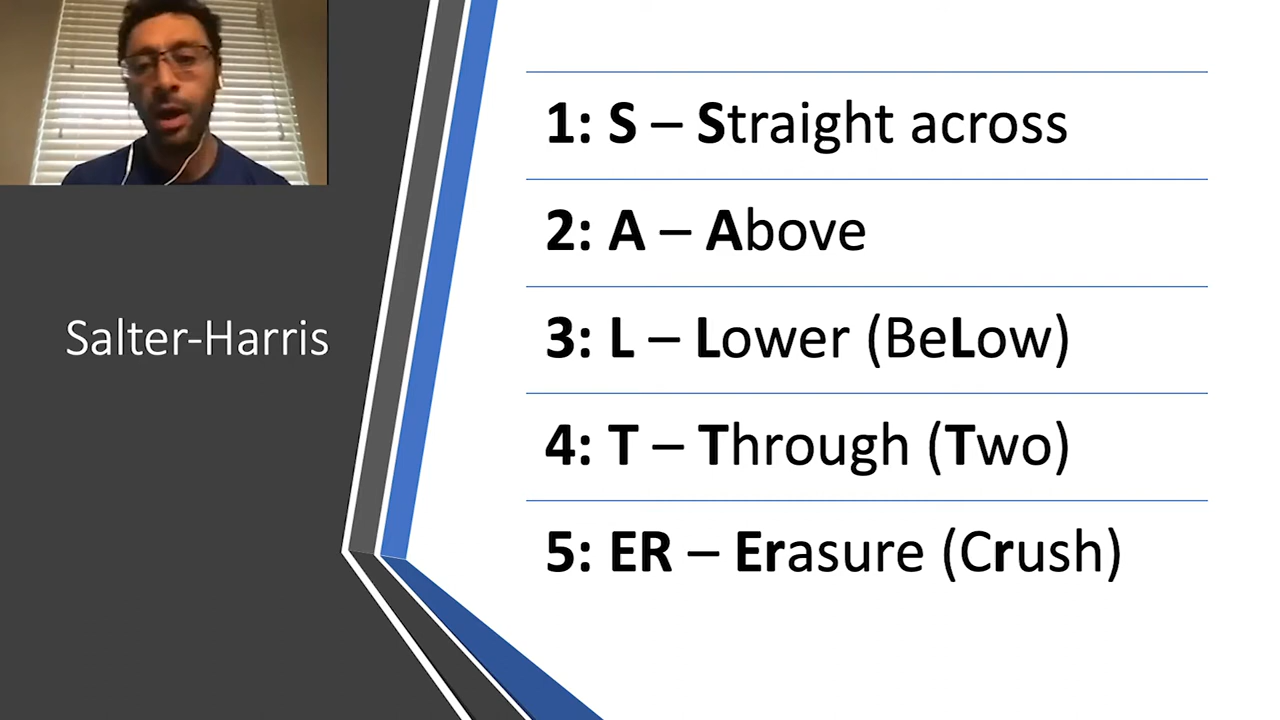 Salter-Harris
1: S – Straight across
2: A – Above
3: L – Lower (BeLow)
4: T – Through (Two)
5: ER – Erasure (Crush)